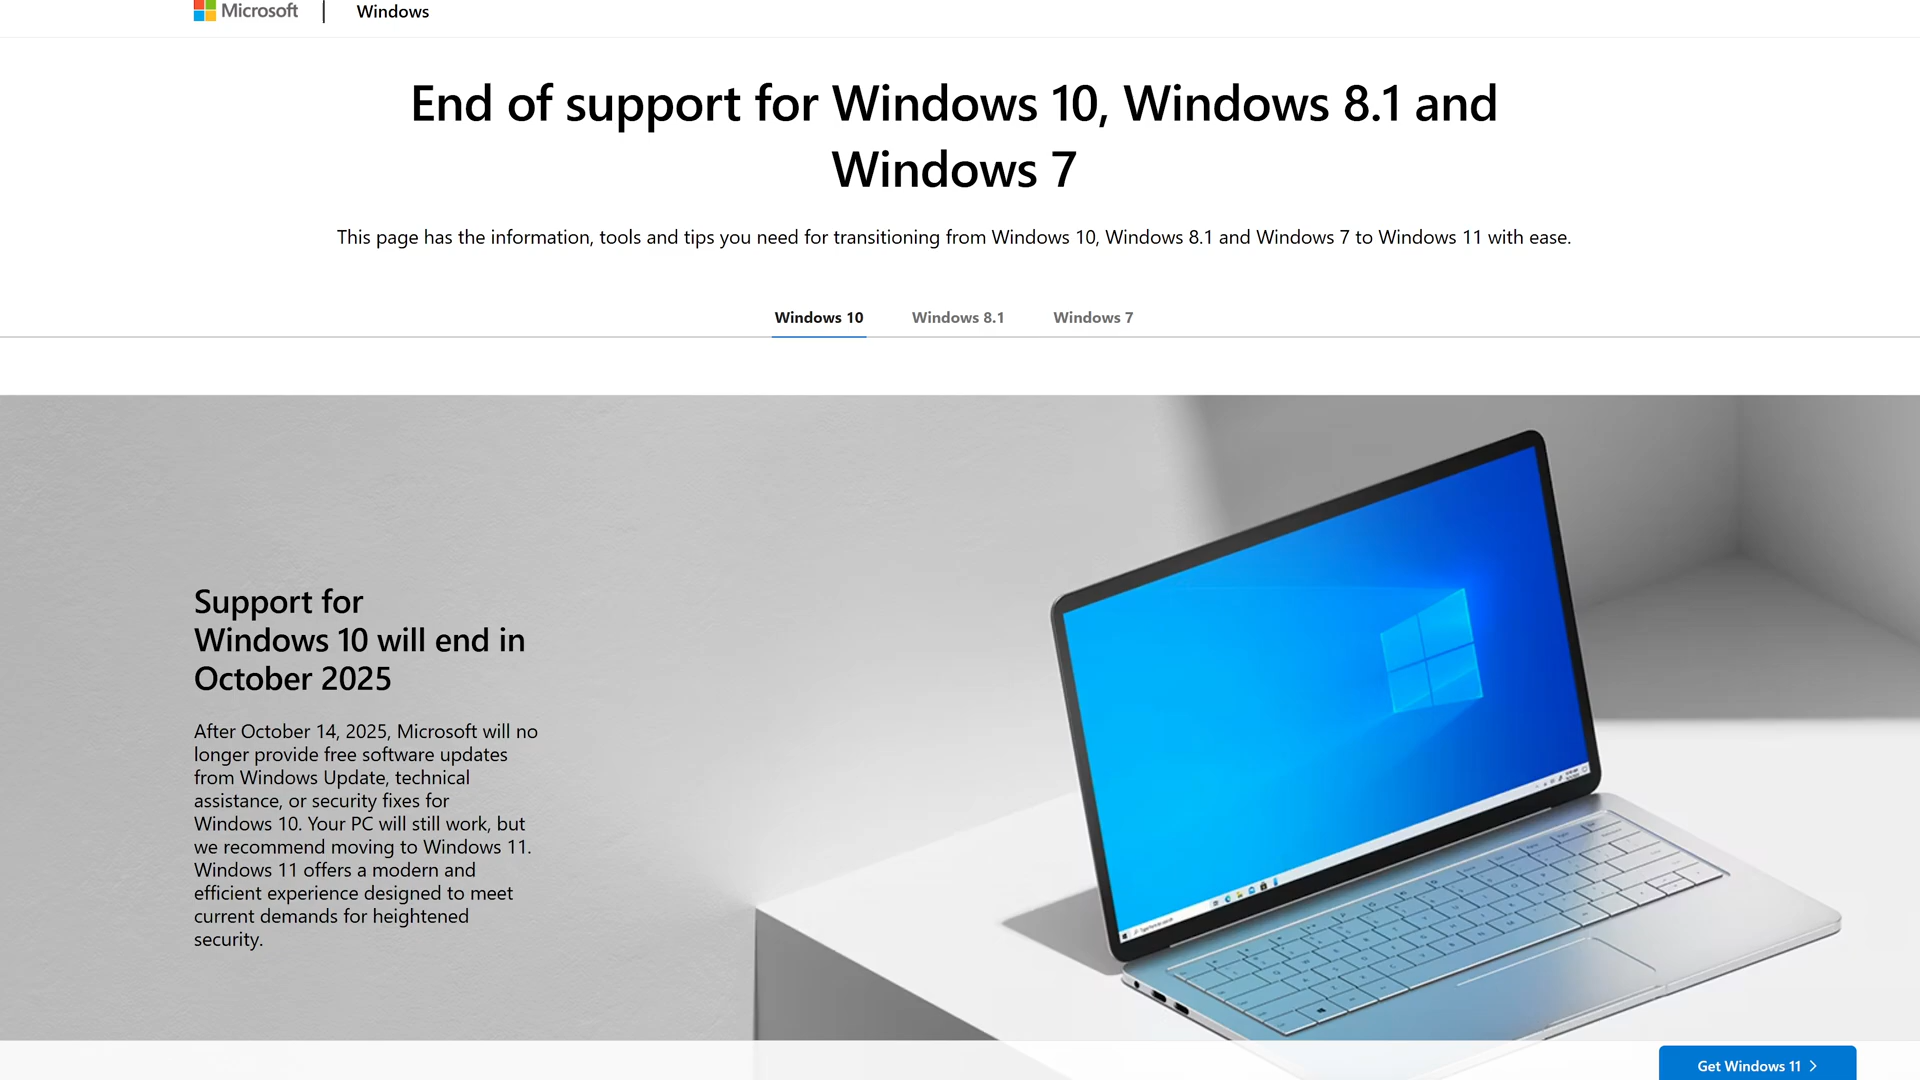 Microsoft
Windows
End of support for Windows 10, Windows 8.1 and
Windows 7
This page has the information, tools and tips you need for transitioning from Windows 10, Windows 8.1 and Windows 7 to Windows 11 with ease.
Windows 10
Windows 8.1
Windows 7
Support for
Windows 10 will end in
October 2025
After October 14, 2025, Microsoft will no
longer provide free software updates
from Windows Update, technical
assistance, or security fixes for
Windows 10. Your PC will still work, but
we recommend moving to Windows 11.
Windows 11 offers a modern and
efficient experience designed to meet
current demands for heightened
security.
Get Windows 11